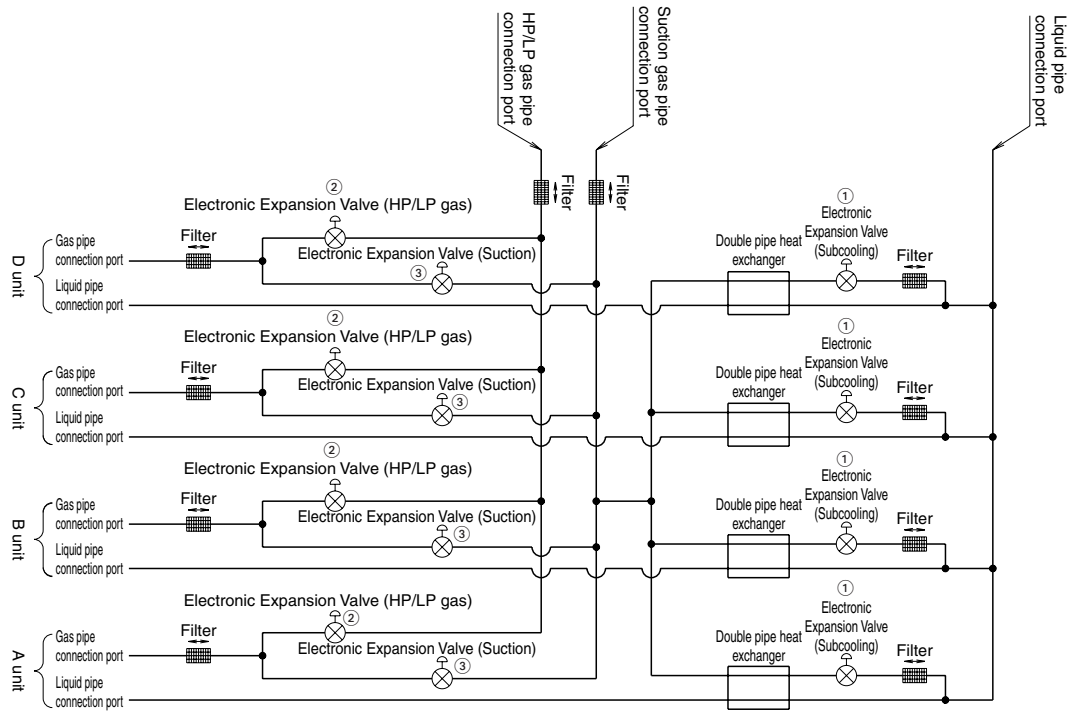 HP/LP gas pipe
connection port
Suction gas pipe
connection port
Liquid pipe
connection port
Filter
Filter
②
Electronic Expansion Valve (HP/LP gas)
Electronic Expansion Valve (Suction)
③
Filter
D unit
Gas pipe
connection port
Liquid pipe
connection port
Double pipe heat
exchanger
①
Electronic
Expansion Valve
(Subcooling)
Filter
②
Electronic Expansion Valve (HP/LP gas)
Electronic Expansion Valve (Suction)
③
Filter
C unit
Gas pipe
connection port
Liquid pipe
connection port
Double pipe heat
exchanger
①
Electronic
Expansion Valve
(Subcooling)
Filter
②
Electronic Expansion Valve (HP/LP gas)
Electronic Expansion Valve (Suction)
③
Filter
B unit
Gas pipe
connection port
Liquid pipe
connection port
Double pipe heat
exchanger
①
Electronic
Expansion Valve
(Subcooling)
Filter
Electronic Expansion Valve (HP/LP gas)
②
Electronic Expansion Valve (Suction)
③
Filter
A unit
Gas pipe
connection port
Liquid pipe
connection port
Double pipe heat
exchanger
①
Electronic
Expansion Valve
(Subcooling)
Filter